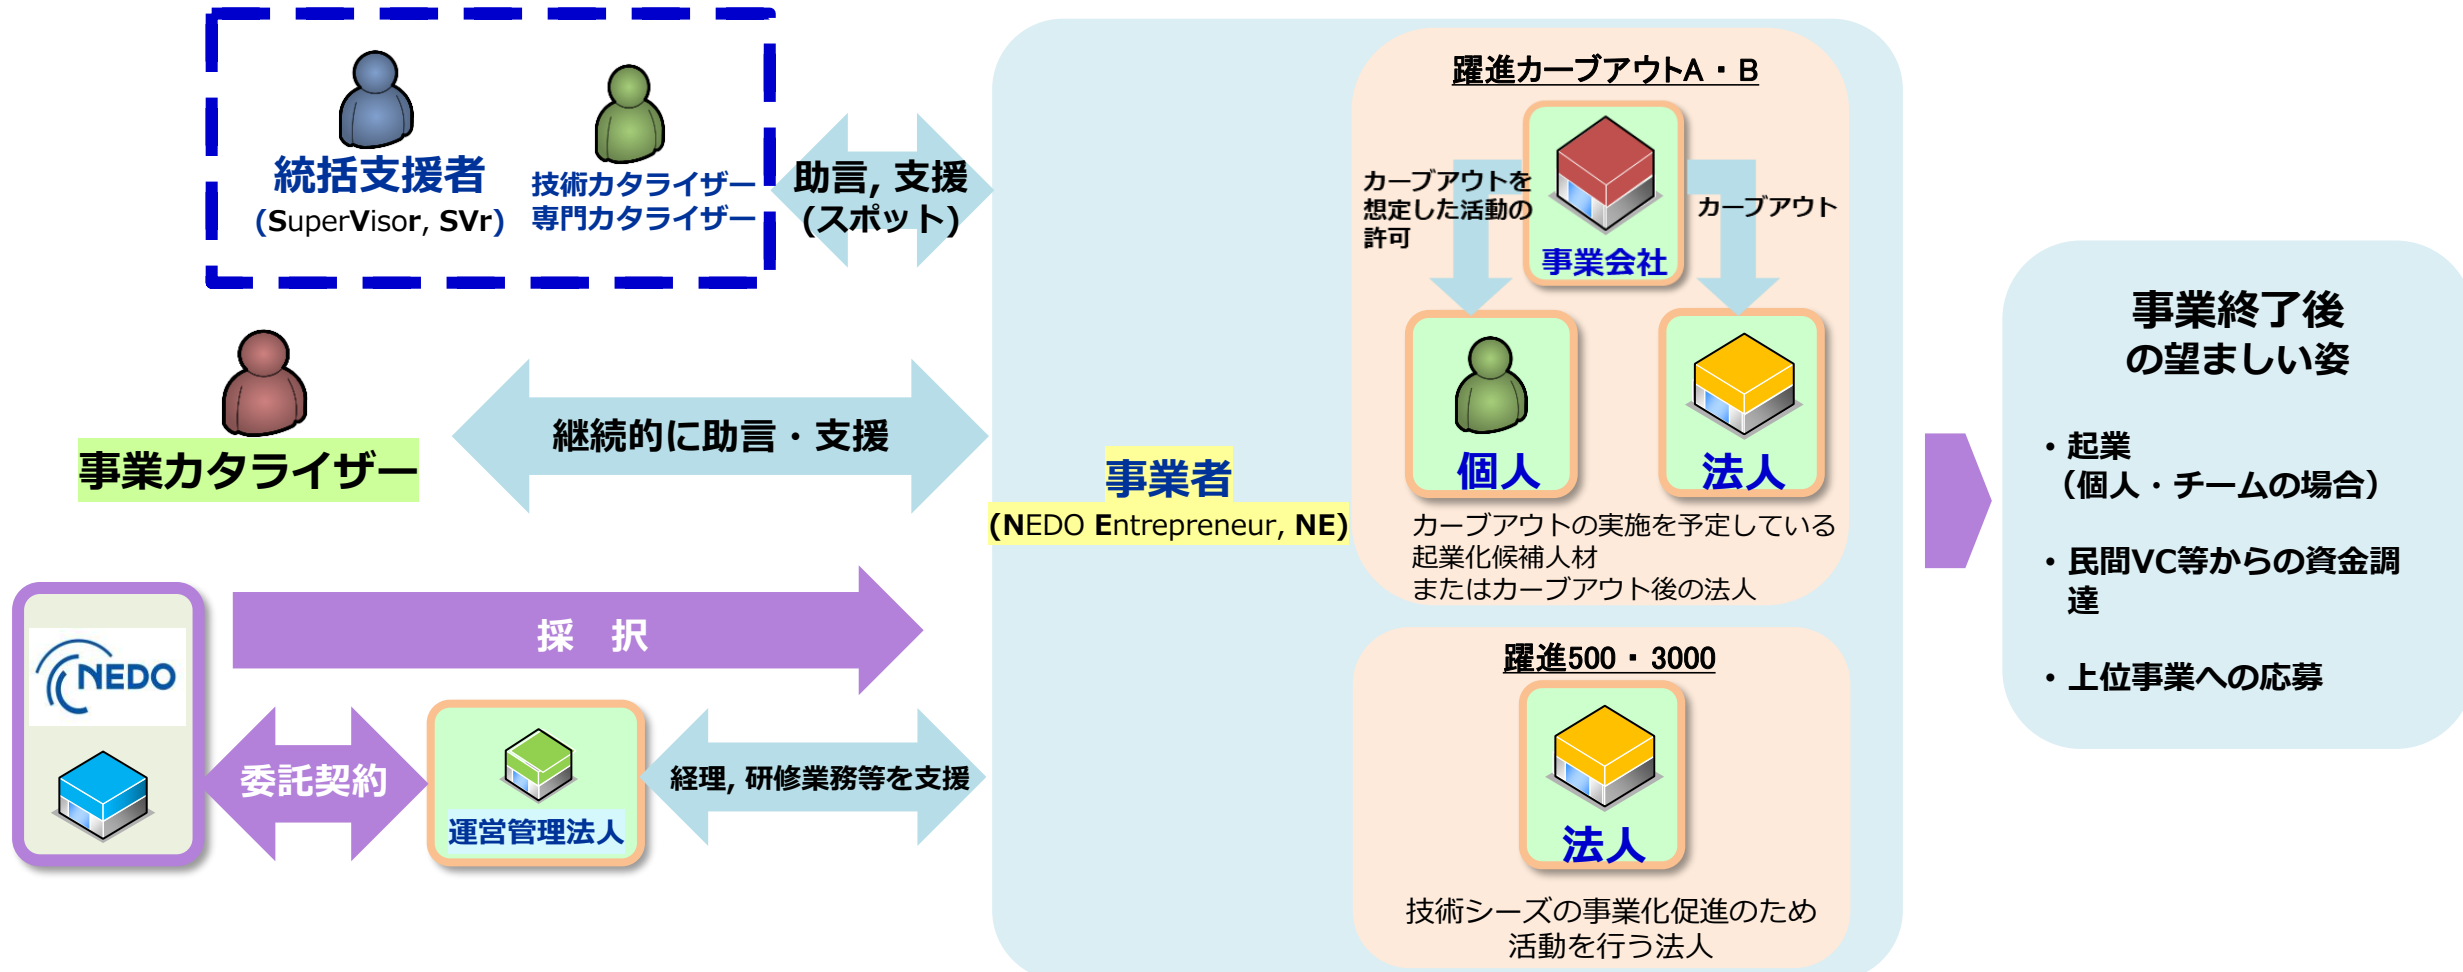 統括支援者
(SuperVisor, SVr)
技術カタライザー
専門カタライザー
助言, 支援
(スポット)
事業カタライザー
継続的に助言・支援
採　択
NEDO
委託契約
運営管理法人
経理, 研修業務等を支援
事業者
(NEDO Entrepreneur, NE)
躍進カーブアウトA・B
カーブアウトを
想定した活動の
許可
事業会社
カーブアウト
個人
法人
カーブアウトの実施を予定している
起業化候補人材
またはカーブアウト後の法人
躍進500・3000
法人
技術シーズの事業化促進のため
活動を行う法人
事業終了後
の望ましい姿
・起業
（個人・チームの場合）
・民間VC等からの資金調
達
・上位事業への応募